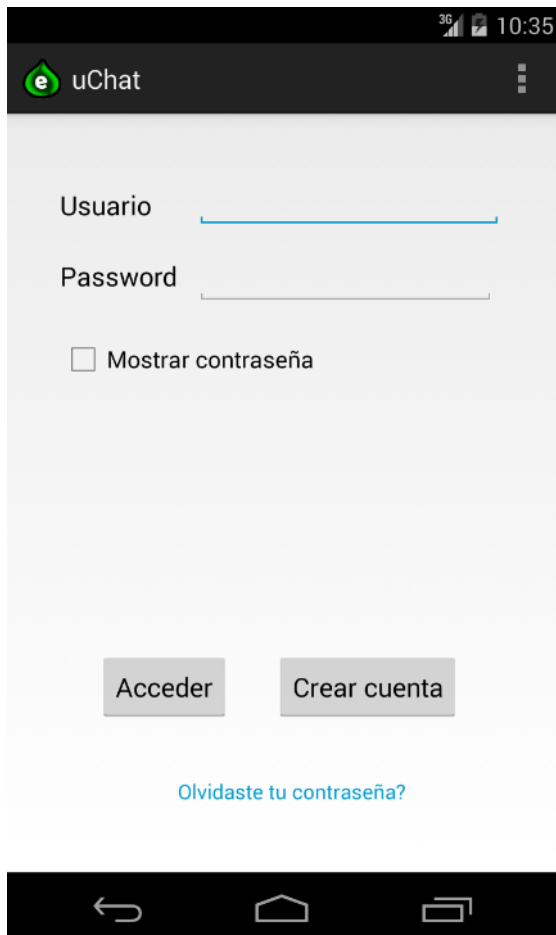 3G 10:35
e uChat
Usuario
Password
Mostrar contraseña
Acceder Crear cuenta
Olvidaste tu contraseña?